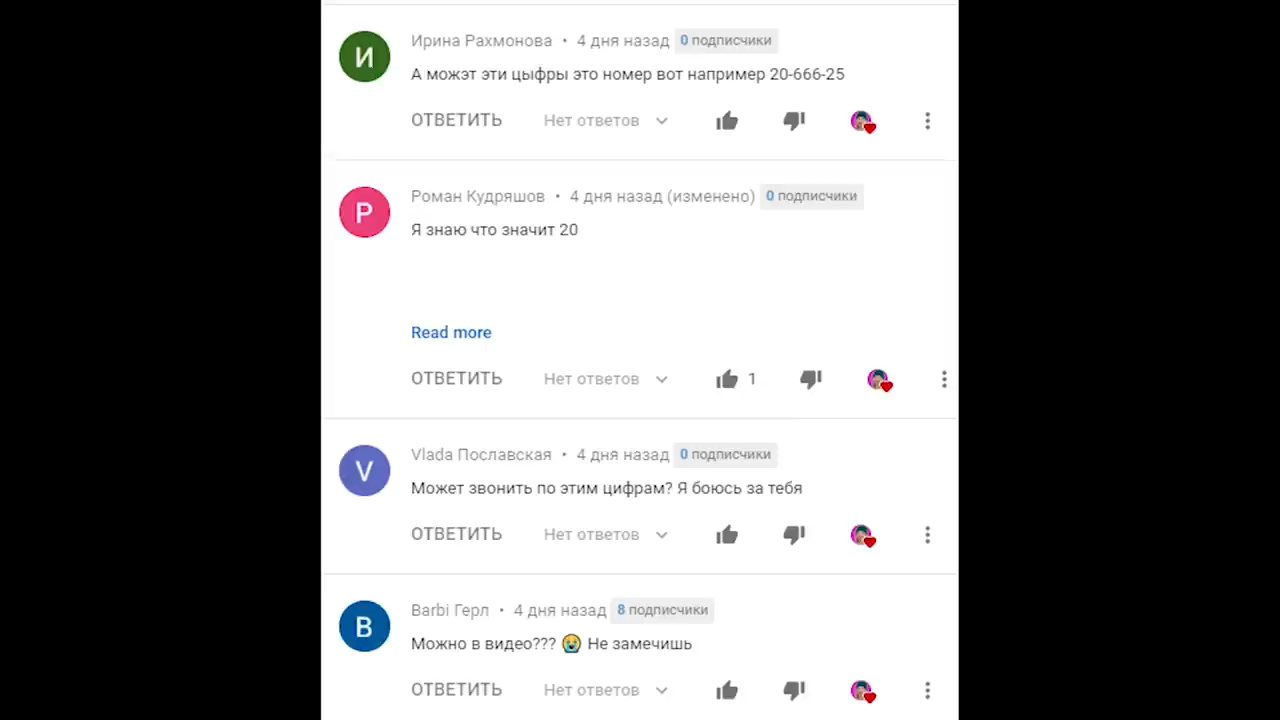 И
Ирина Рахмонова • 4 дня назад 0 подписчики
А можэт эти цыфры это номер вот например 20-666-25
ОТВЕТИТЬ Нет ответов
Р
Роман Кудряшов • 4 дня назад (изменено) 0 подписчики
Я знаю что значит 20
Read more
ОТВЕТИТЬ Нет ответов 1
V
Vlada Пославская • 4 дня назад 0 подписчики
Может звонить по этим цифрам? Я боюсь за тебя
ОТВЕТИТЬ Нет ответов
B
Barbi Герл • 4 дня назад 8 подписчики
Можно в видео??? 😭 Не замечишь
ОТВЕТИТЬ Нет ответов